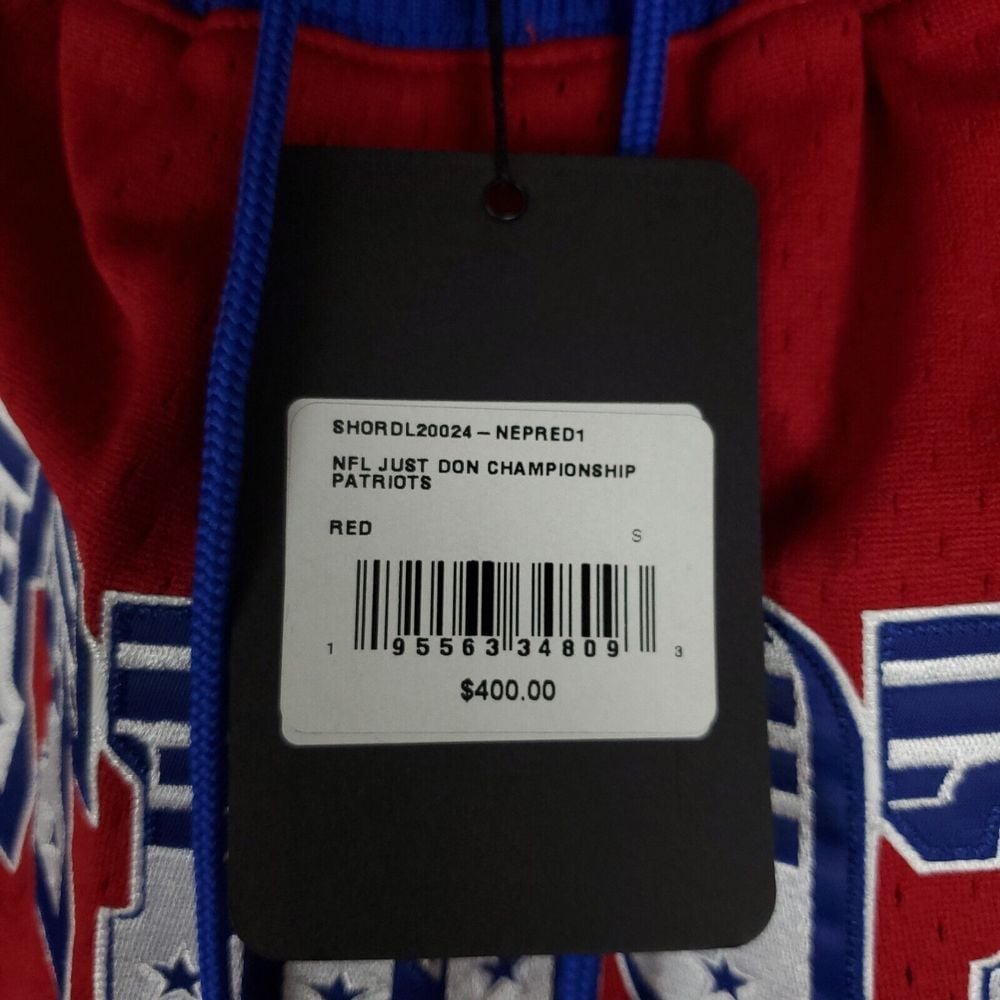 SHORDL20024 – NEPRED1
NFL JUST DON CHAMPIONSHIP
PATRIOTS
RED
S
1 95563 34809 3
$400.00